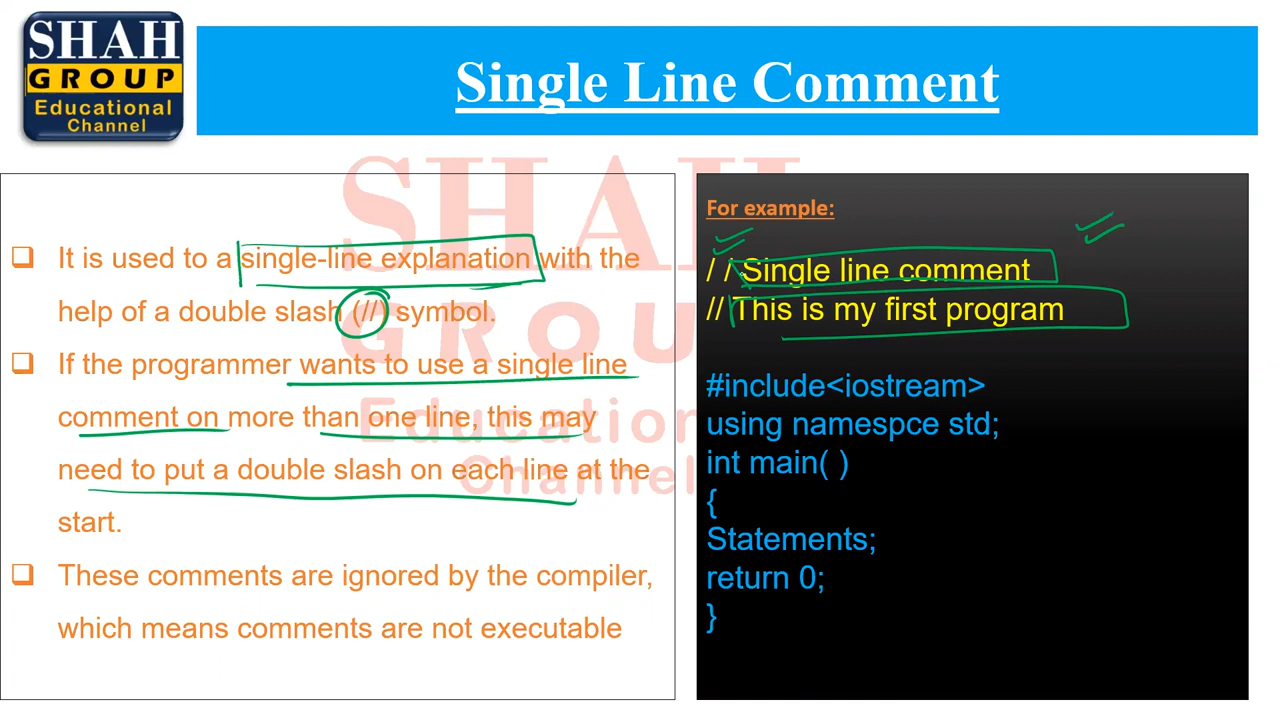 SHAH
GROUP
Educational
Channel
Single Line Comment
SHAH
GROU
Education
Channel
❑ It is used to a single-line explanation with the
help of a double slash (//) symbol.
❑ If the programmer wants to use a single line
comment on more than one line, this may
need to put a double slash on each line at the
start.
❑ These comments are ignored by the compiler,
which means comments are not executable
For example:
/ / Single line comment
// This is my first program
#include<iostream>
using namespce std;
int main( )
{
Statements;
return 0;
}